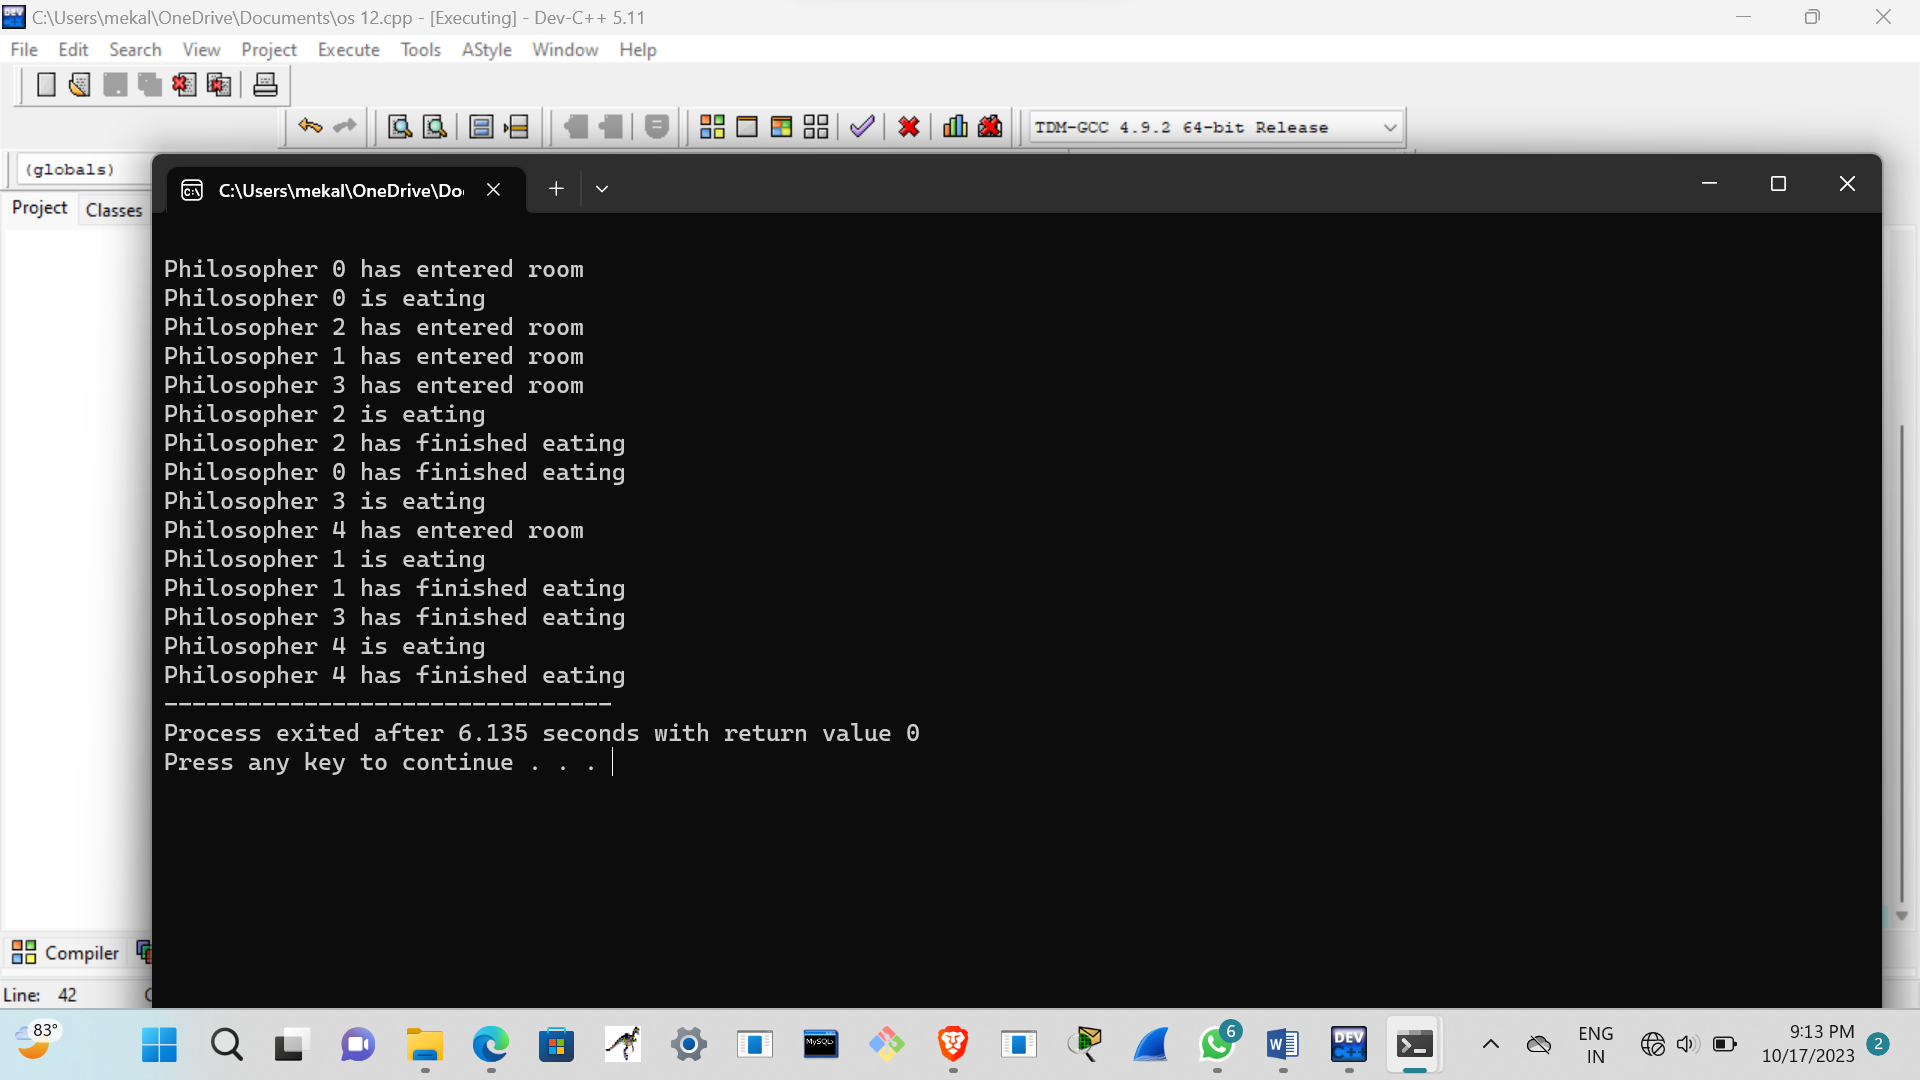 C:\Users\mekal\OneDrive\Documents\os 12.cpp - [Executing] - Dev-C++ 5.11
File Edit Search View Project Execute Tools AStyle Window Help
TDM-GCC 4.9.2 64-bit Release
(globals)
C:\Users\mekal\OneDrive\Do
Project Classes
Philosopher 0 has entered room
Philosopher 0 is eating
Philosopher 2 has entered room
Philosopher 1 has entered room
Philosopher 3 has entered room
Philosopher 2 is eating
Philosopher 2 has finished eating
Philosopher 0 has finished eating
Philosopher 3 is eating
Philosopher 4 has entered room
Philosopher 1 is eating
Philosopher 1 has finished eating
Philosopher 3 has finished eating
Philosopher 4 is eating
Philosopher 4 has finished eating
--------------------------------
Process exited after 6.135 seconds with return value 0
Press any key to continue . . .
Compiler
Line: 42
83°
MySQL
DEV C++
6
ENG
IN
9:13 PM
10/17/2023
2